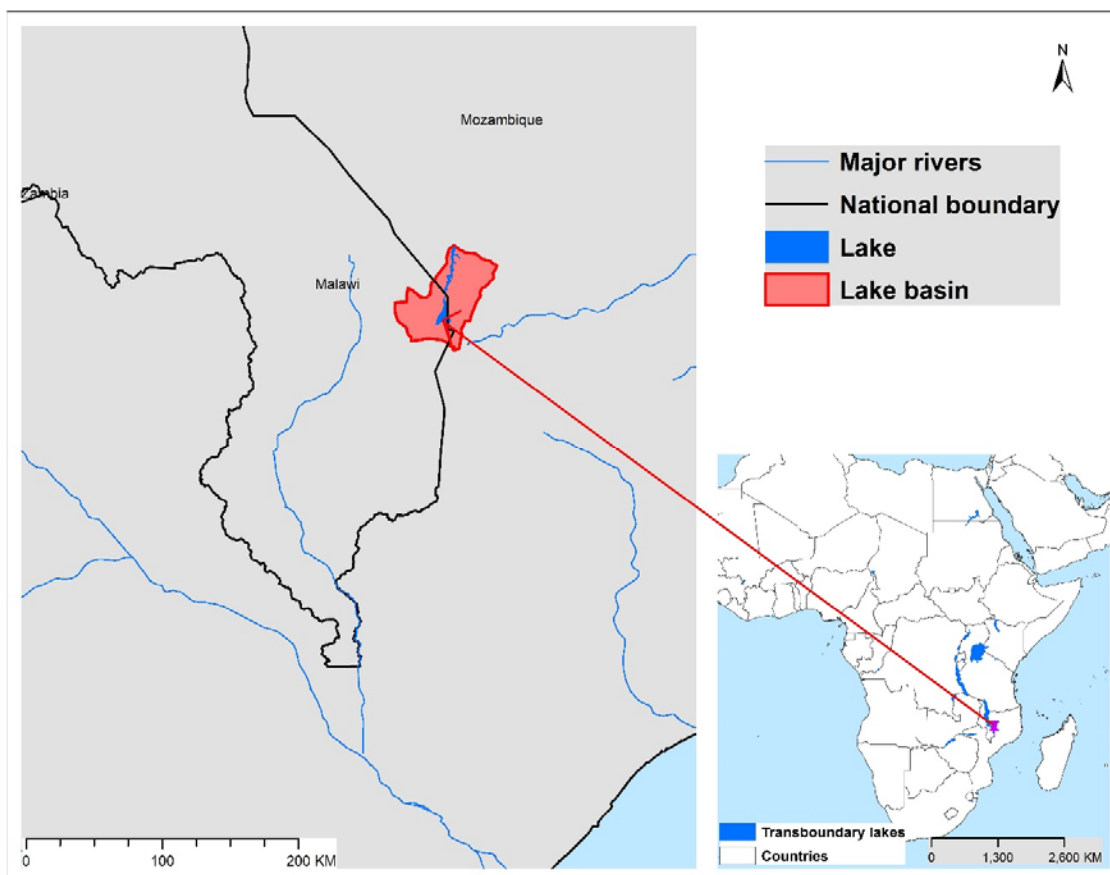 Mozambique
Zambia
Malawi
N
Major rivers
National boundary
Lake
Lake basin
0 100 200 KM
Transboundary lakes
Countries
0 1,300 2,600 KM